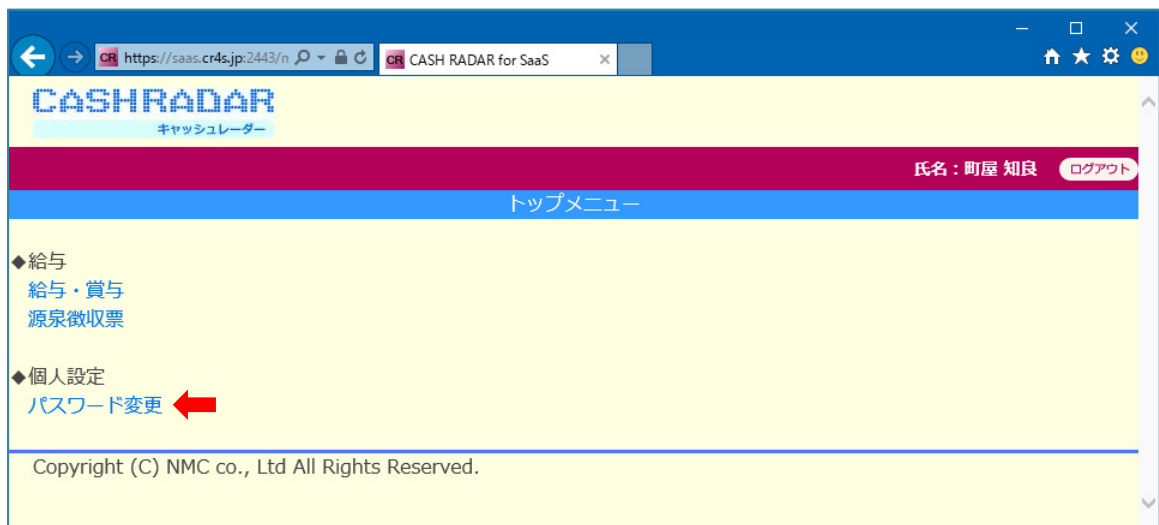 https://saas.cr4s.jp:2443/n
CR CASH RADAR for SaaS
CASHRADAR
キャッシュレーダー
氏名：町屋 知良 ログアウト
トップメニュー
◆給与
給与・賞与
源泉徴収票
◆個人設定
パスワード変更
Copyright (C) NMC co., Ltd All Rights Reserved.